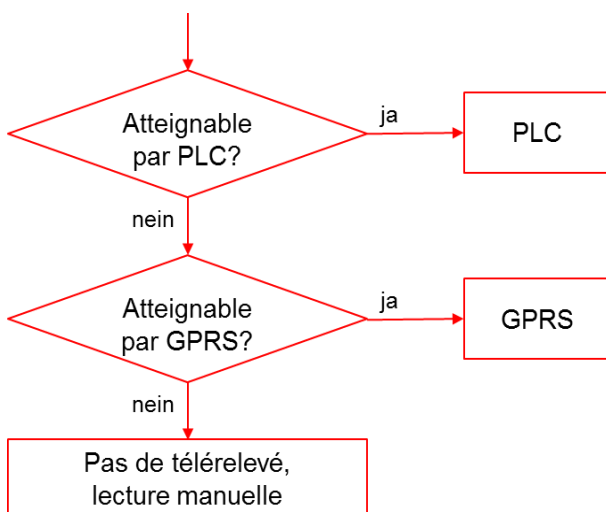 Atteignable
par PLC?
ja
PLC
nein
Atteignable
par GPRS?
ja
GPRS
nein
Pas de télérelevé,
lecture manuelle